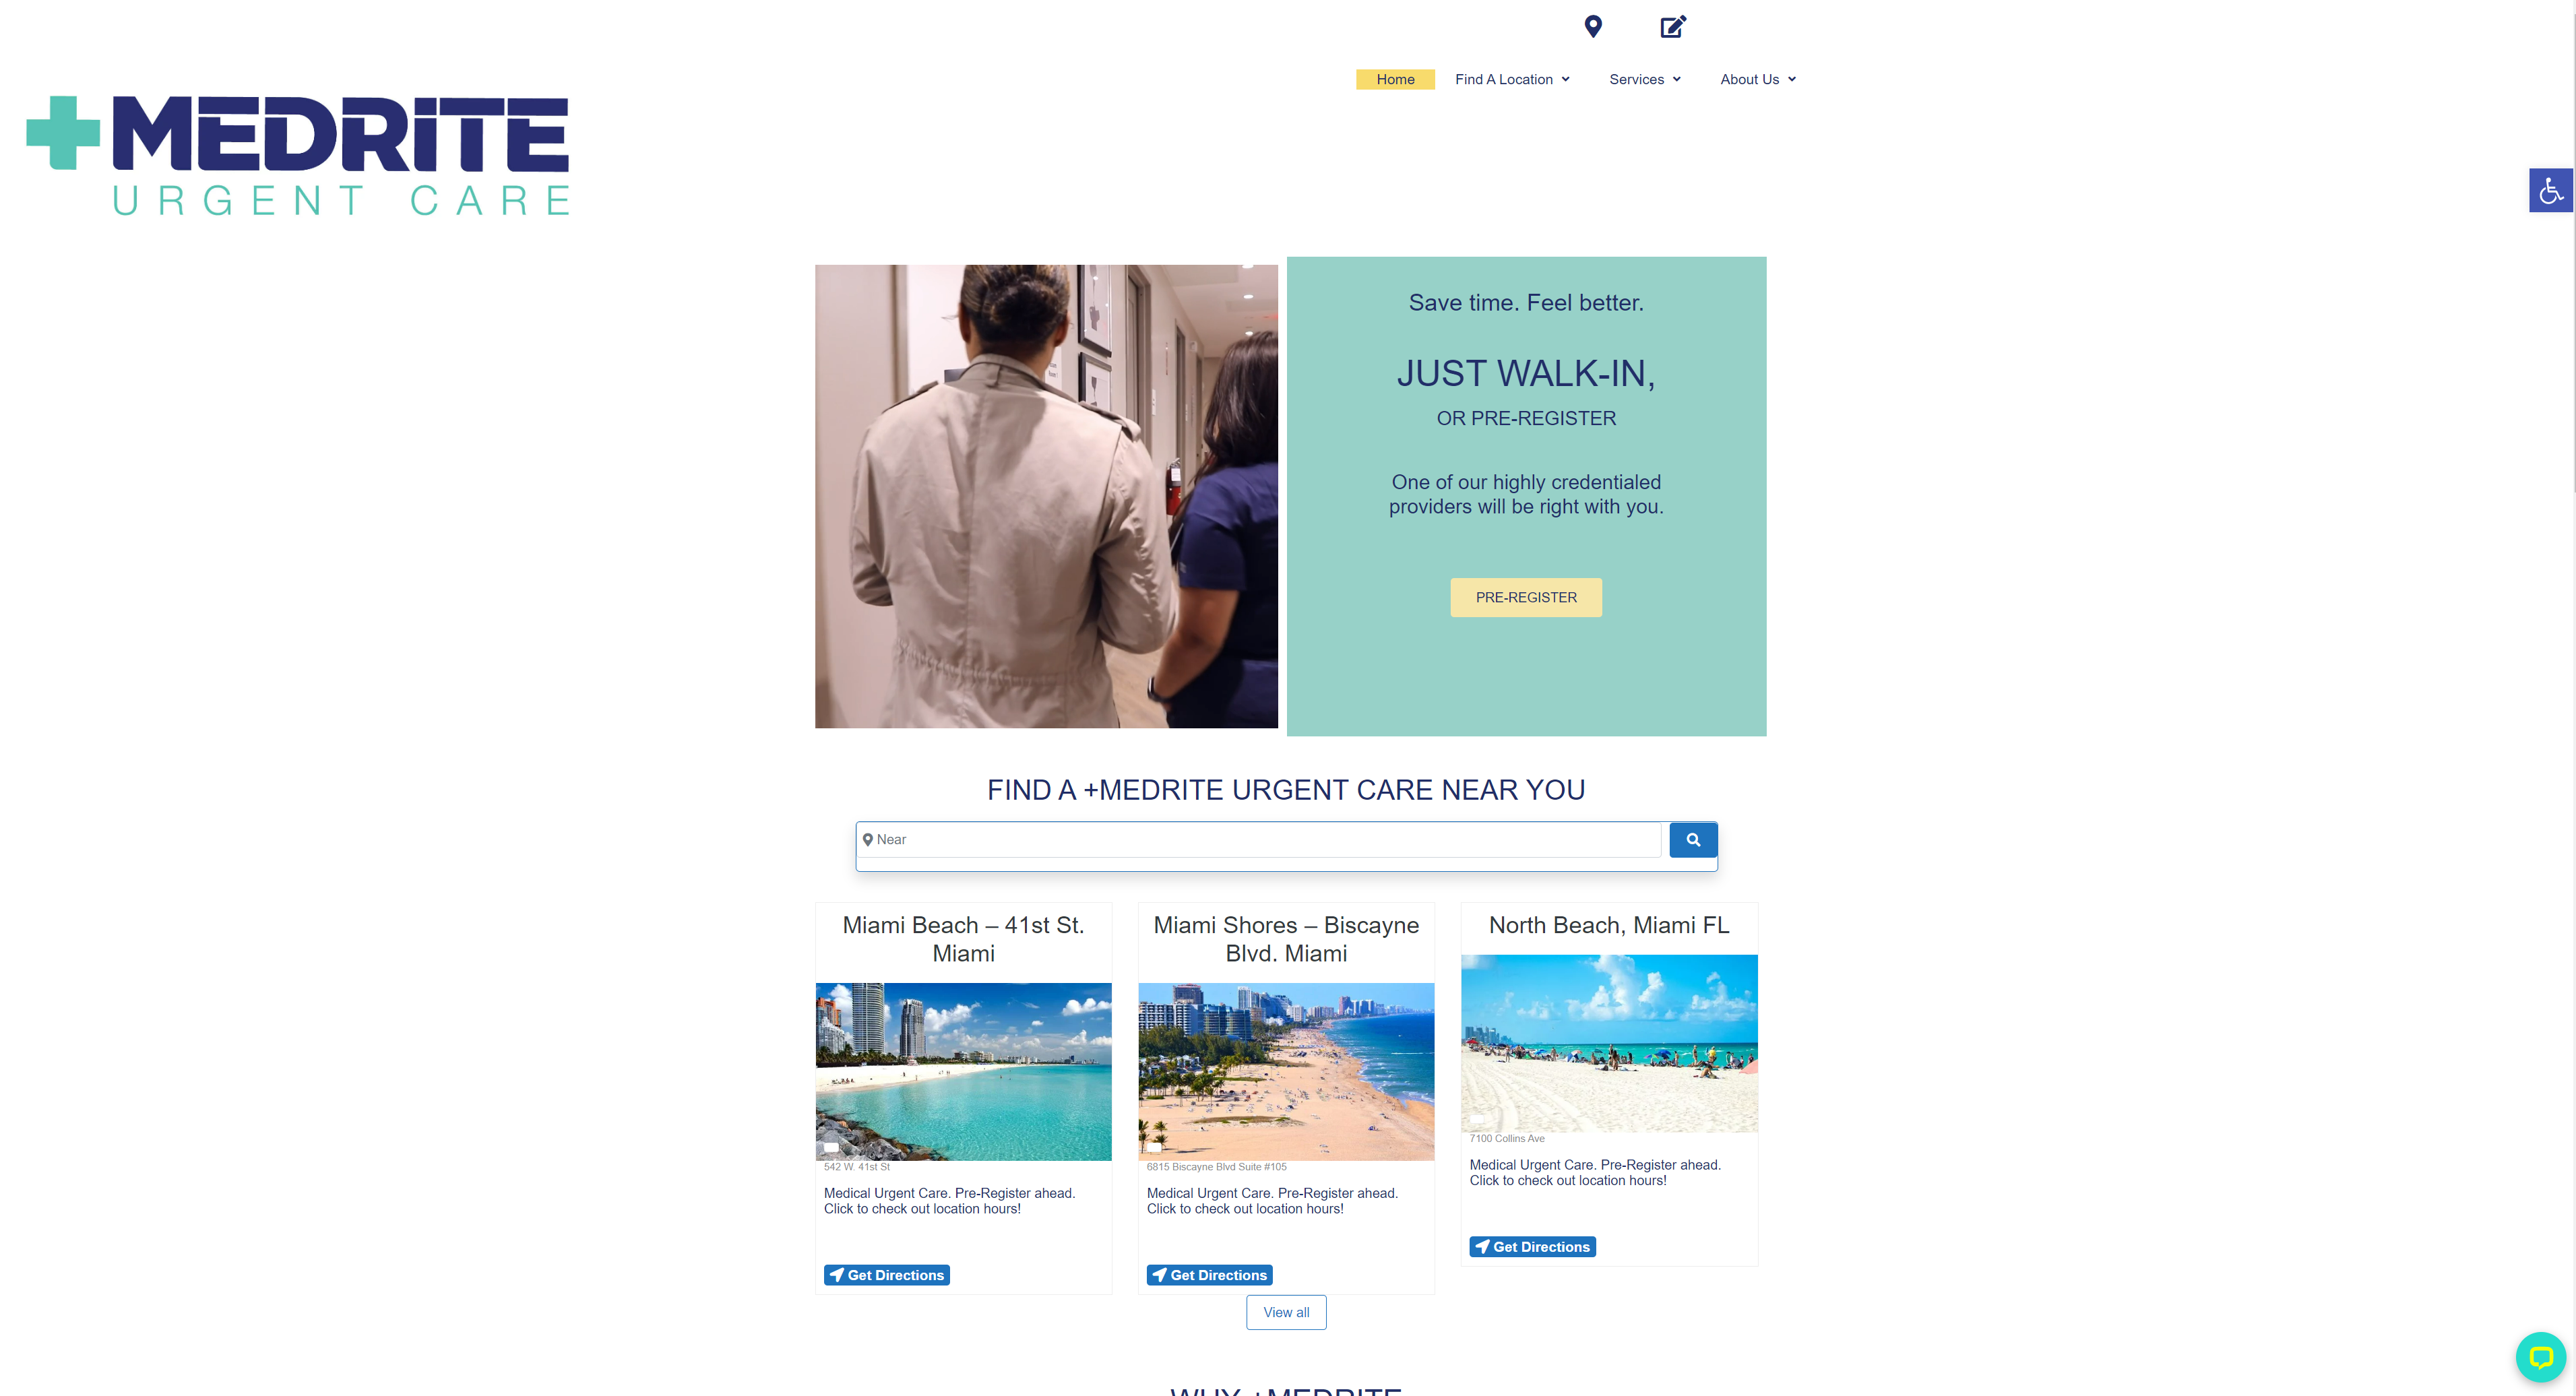 Home
Find A Location
Services
About Us
+MEDRiTE
URGENT CARE
Save time. Feel better.
JUST WALK-IN,
OR PRE-REGISTER
One of our highly credentialed
providers will be right with you.
PRE-REGISTER
FIND A +MEDRITE URGENT CARE NEAR YOU
Near
Miami Beach – 41st St.
Miami
542 W. 41st St
Medical Urgent Care. Pre-Register ahead.
Click to check out location hours!
Get Directions
Miami Shores – Biscayne
Blvd. Miami
6815 Biscayne Blvd Suite #105
Medical Urgent Care. Pre-Register ahead.
Click to check out location hours!
Get Directions
North Beach, Miami FL
7100 Collins Ave
Medical Urgent Care. Pre-Register ahead.
Click to check out location hours!
Get Directions
View all
WHY +MEDRITE